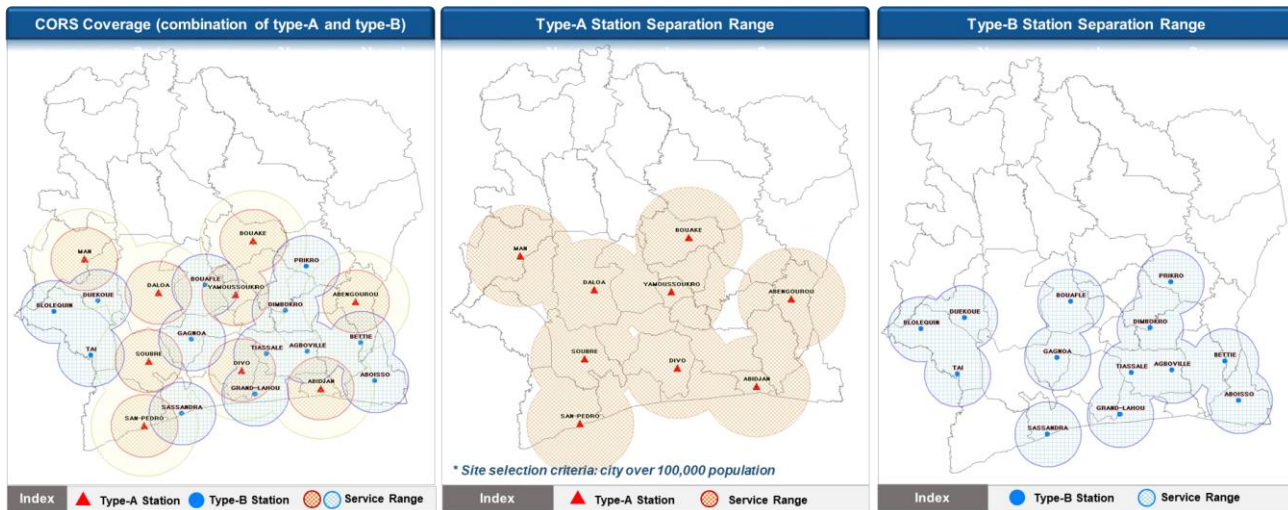 CORS Coverage (combination of type-A and type-B)
BOUAKE
MAN
PRIKRO
BOUAFLE
DALOA
YAMOUSSOUKRO
DUEKOUE
ABENGOUROU
BLOLEQUIN
DIMBOKRO
GAGNOA
BETTIE
TAI
SOUBRE
TIASSALE
AGBOVILLE
DIVO
ABOISSO
GRAND-LAHOU
ABIDJAN
SASSANDRA
SAN-PEDRO
Index
Type-A Station
Type-B Station
Service Range
Type-A Station Separation Range
BOUAKE
MAN
DALOA
YAMOUSSOUKRO
ABENGOUROU
SOUBRE
DIVO
ABIDJAN
SAN-PEDRO
* Site selection criteria: city over 100,000 population
Index
Type-A Station
Service Range
Type-B Station Separation Range
PRIKRO
BOUAFLE
DUEKOUE
BLOLEQUIN
DIMBOKRO
GAGNOA
BETTIE
TAI
TIASSALE
AGBOVILLE
ABOISSO
GRAND-LAHOU
SASSANDRA
Index
Type-B Station
Service Range